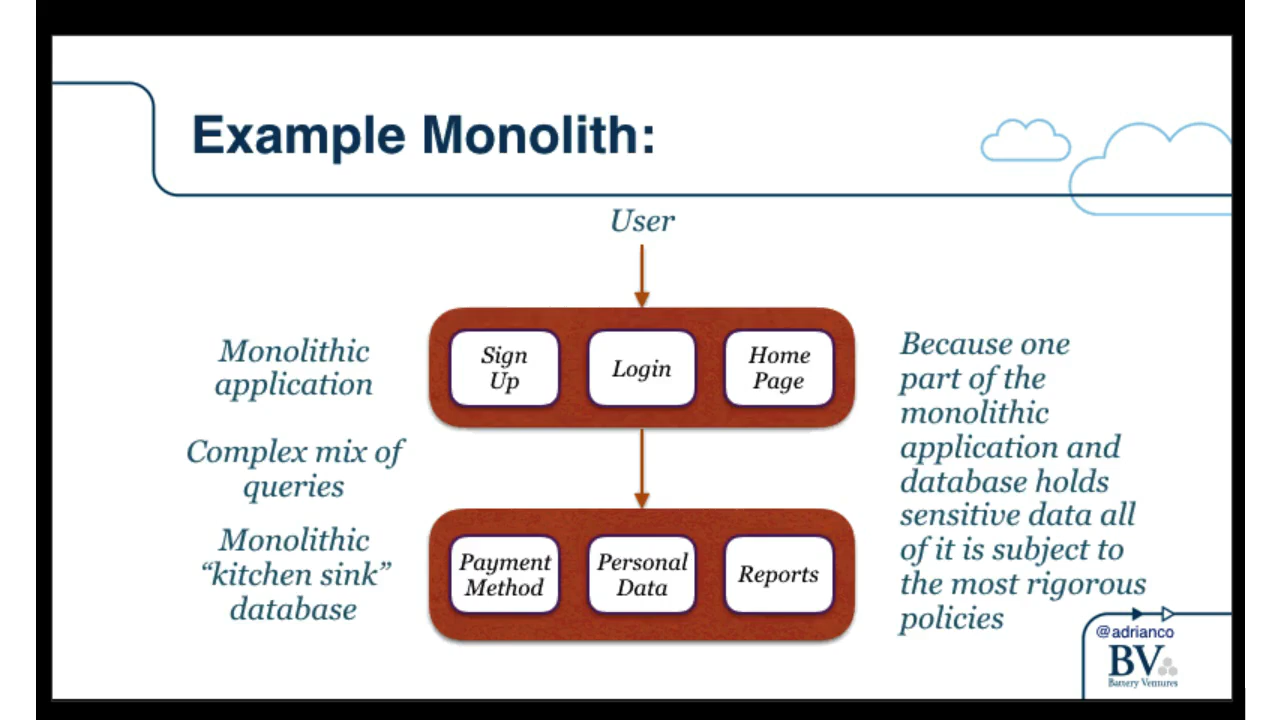 Example Monolith:
User
Monolithic
application
Sign
Up
Login
Home
Page
Complex mix of
queries
Monolithic
“kitchen sink”
database
Payment
Method
Personal
Data
Reports
Because one
part of the
monolithic
application and
database holds
sensitive data all
of it is subject to
the most rigorous
policies
@adrianco
BV
Battery Ventures